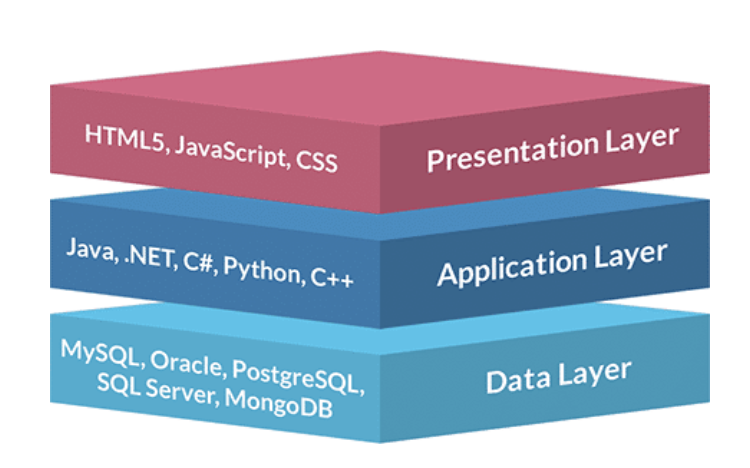 HTML5, JavaScript, CSS
Presentation Layer
Java, .NET, C#, Python, C++
Application Layer
MySQL, Oracle, PostgreSQL,
SQL Server, MongoDB
Data Layer